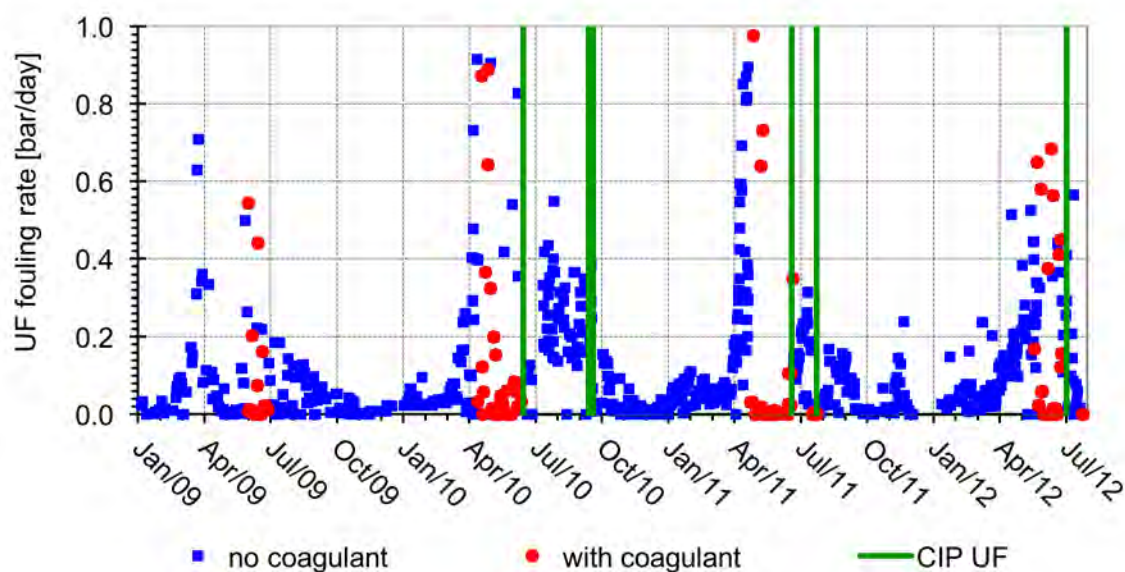 UF fouling rate [bar/day]
1.0
0.8
0.6
0.4
0.2
0.0
Jan/09 Apr/09 Jul/09 Oct/09 Jan/10 Apr/10 Jul/10 Oct/10 Jan/11 Apr/11 Jul/11 Oct/11 Jan/12 Apr/12 Jul/12
no coagulant with coagulant CIP UF